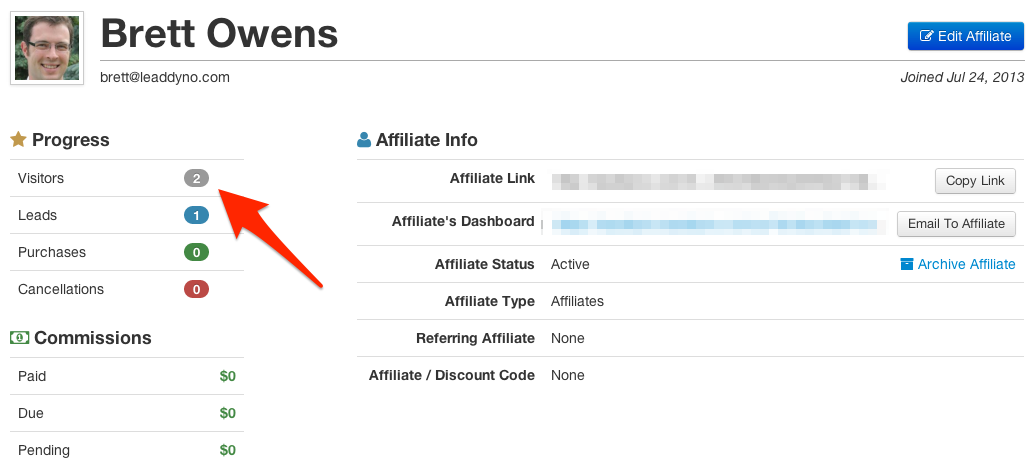 Brett Owens
Edit Affiliate
brett@leaddyno.com
Joined Jul 24, 2013
Progress
Visitors 2
Leads 1
Purchases 0
Cancellations 0
Commissions
Paid $0
Due $0
Pending $0
Affiliate Info
Affiliate Link Copy Link
Affiliate's Dashboard Email To Affiliate
Affiliate Status Active Archive Affiliate
Affiliate Type Affiliates
Referring Affiliate None
Affiliate / Discount Code None